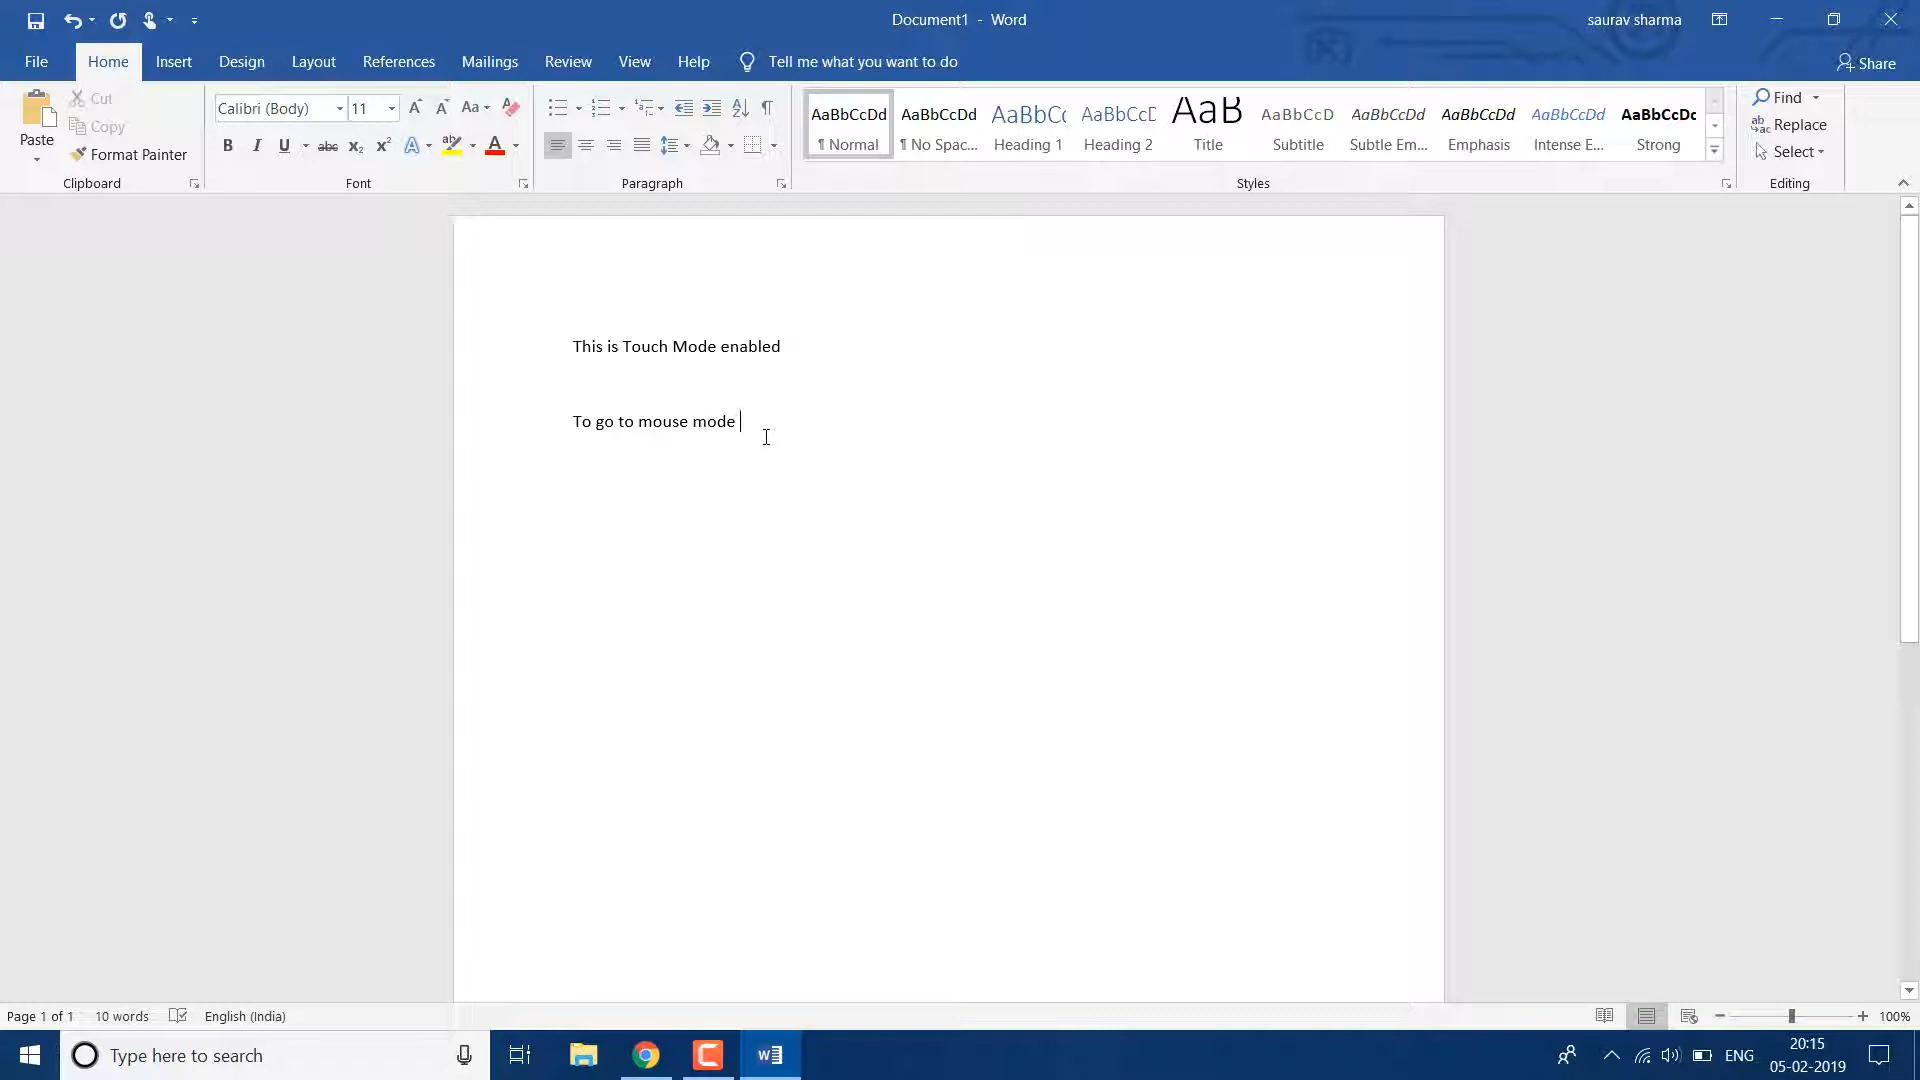 Document1 - Word
saurav sharma
File Home Insert Design Layout References Mailings Review View Help Tell me what you want to do Share
Paste
Cut
Copy
Format Painter
Clipboard
Calibri (Body) 11
Font
Paragraph
AaBbCcDd AaBbCcDd AaBbCc AaBbCcD AaB AaBbCcD AaBbCcDd AaBbCcDd AaBbCcDd AaBbCcDc
¶ Normal ¶ No Spac... Heading 1 Heading 2 Title Subtitle Subtle Em... Emphasis Intense E... Strong
Styles
Find
Replace
Select
Editing
This is Touch Mode enabled
To go to mouse mode
Page 1 of 1 10 words English (India) 100%
Type here to search
ENG
20:15
05-02-2019